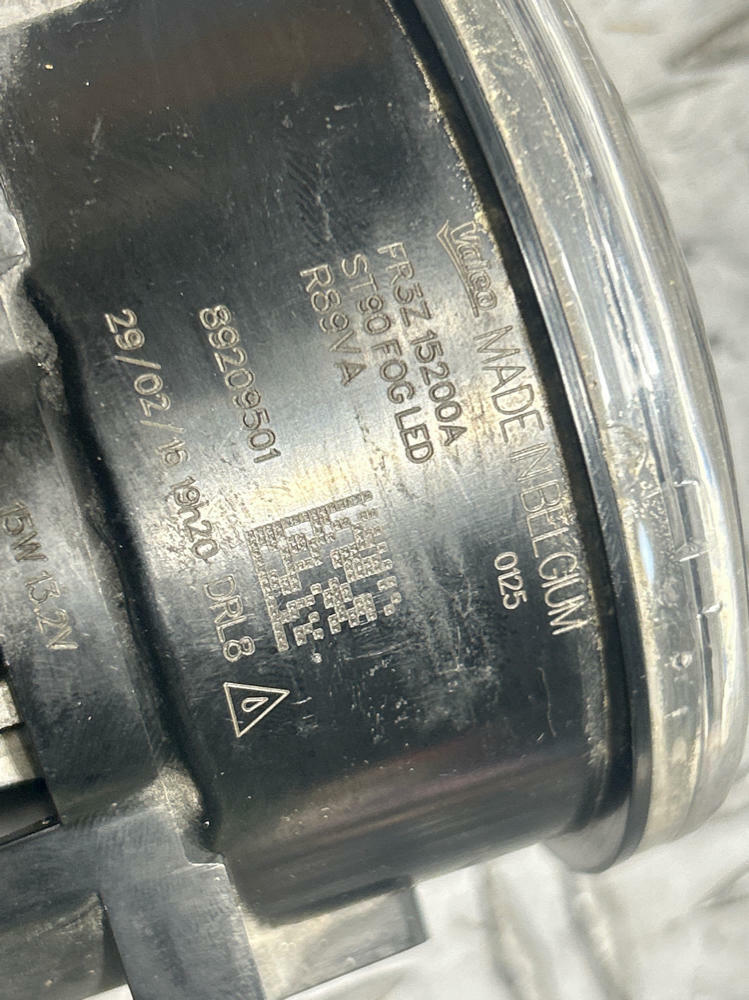 Valeo MADE IN BELGIUM
0125
FR3Z 15200A
ST90 FOG LED
R89VA
89209501
29/02/16 19h20 DRL8
15W 13.2V